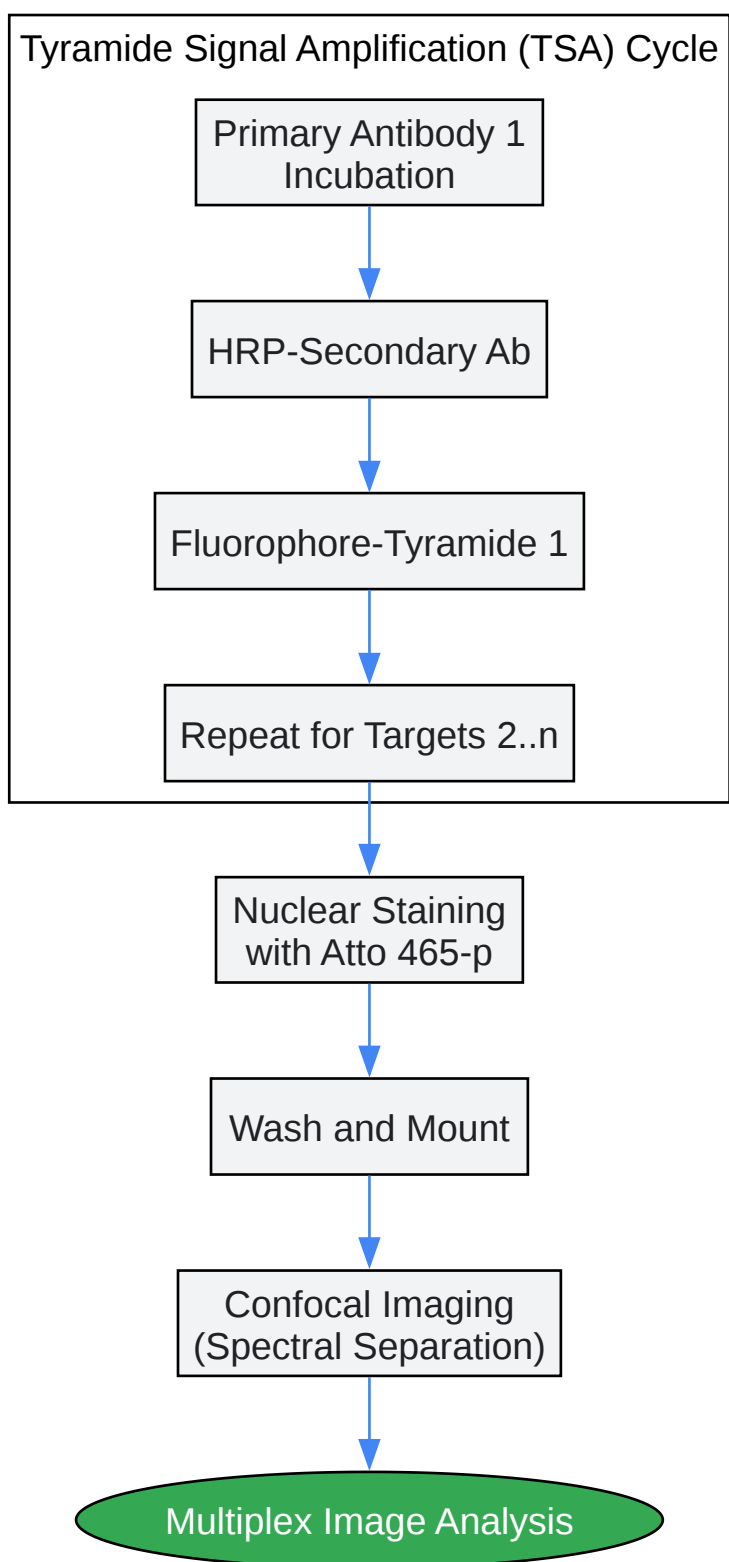 Tyramide Signal Amplification (TSA) Cycle
Primary Antibody 1
Incubation
HRP-Secondary Ab
Fluorophore-Tyramide 1
Repeat for Targets 2..n
Nuclear Staining
with Atto 465-p
Wash and Mount
Confocal Imaging
(Spectral Separation)
Multiplex Image Analysis